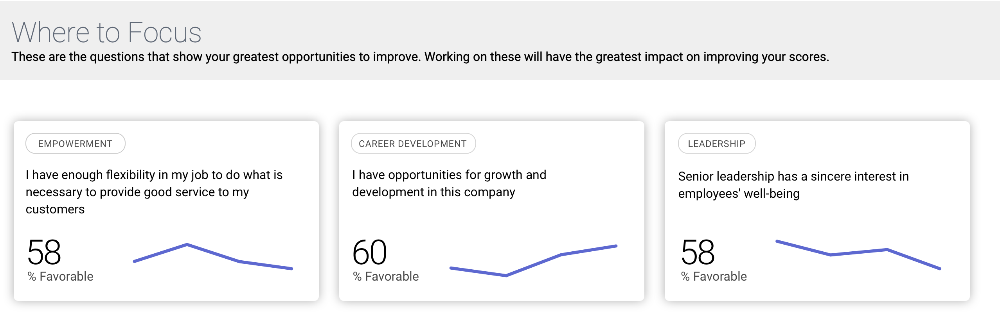 Where to Focus
These are the questions that show your greatest opportunities to improve. Working on these will have the greatest impact on improving your scores.
EMPOWERMENT
I have enough flexibility in my job to do what is
necessary to provide good service to my
customers
58
% Favorable
CAREER DEVELOPMENT
I have opportunities for growth and
development in this company
60
% Favorable
LEADERSHIP
Senior leadership has a sincere interest in
employees' well-being
58
% Favorable